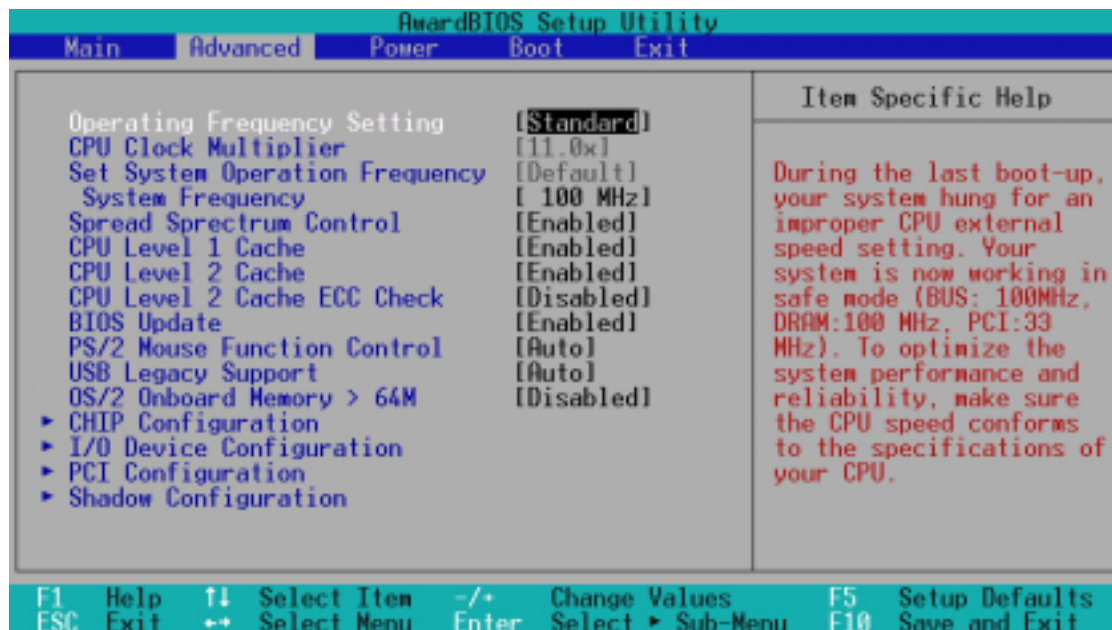 AwardBIOS Setup Utility
Main Advanced Power Boot Exit
Operating Frequency Setting [Standard]
CPU Clock Multiplier [11.0x]
Set System Operation Frequency [Default]
System Frequency [ 100 MHz]
Spread Sprectrum Control [Enabled]
CPU Level 1 Cache [Enabled]
CPU Level 2 Cache [Enabled]
CPU Level 2 Cache ECC Check [Disabled]
BIOS Update [Enabled]
PS/2 Mouse Function Control [Auto]
USB Legacy Support [Auto]
OS/2 Onboard Memory > 64M [Disabled]
► CHIP Configuration
► I/O Device Configuration
► PCI Configuration
► Shadow Configuration
Item Specific Help
During the last boot-up,
your system hung for an
improper CPU external
speed setting. Your
system is now working in
safe mode (BUS: 100MHz,
DRAM:100 MHz, PCI:33
MHz). To optimize the
system performance and
reliability, make sure
the CPU speed conforms
to the specifications of
your CPU.
F1 Help ↑↓ Select Item -/+ Change Values F5 Setup Defaults
ESC Exit ←→ Select Menu Enter Select ► Sub-Menu F10 Save and Exit